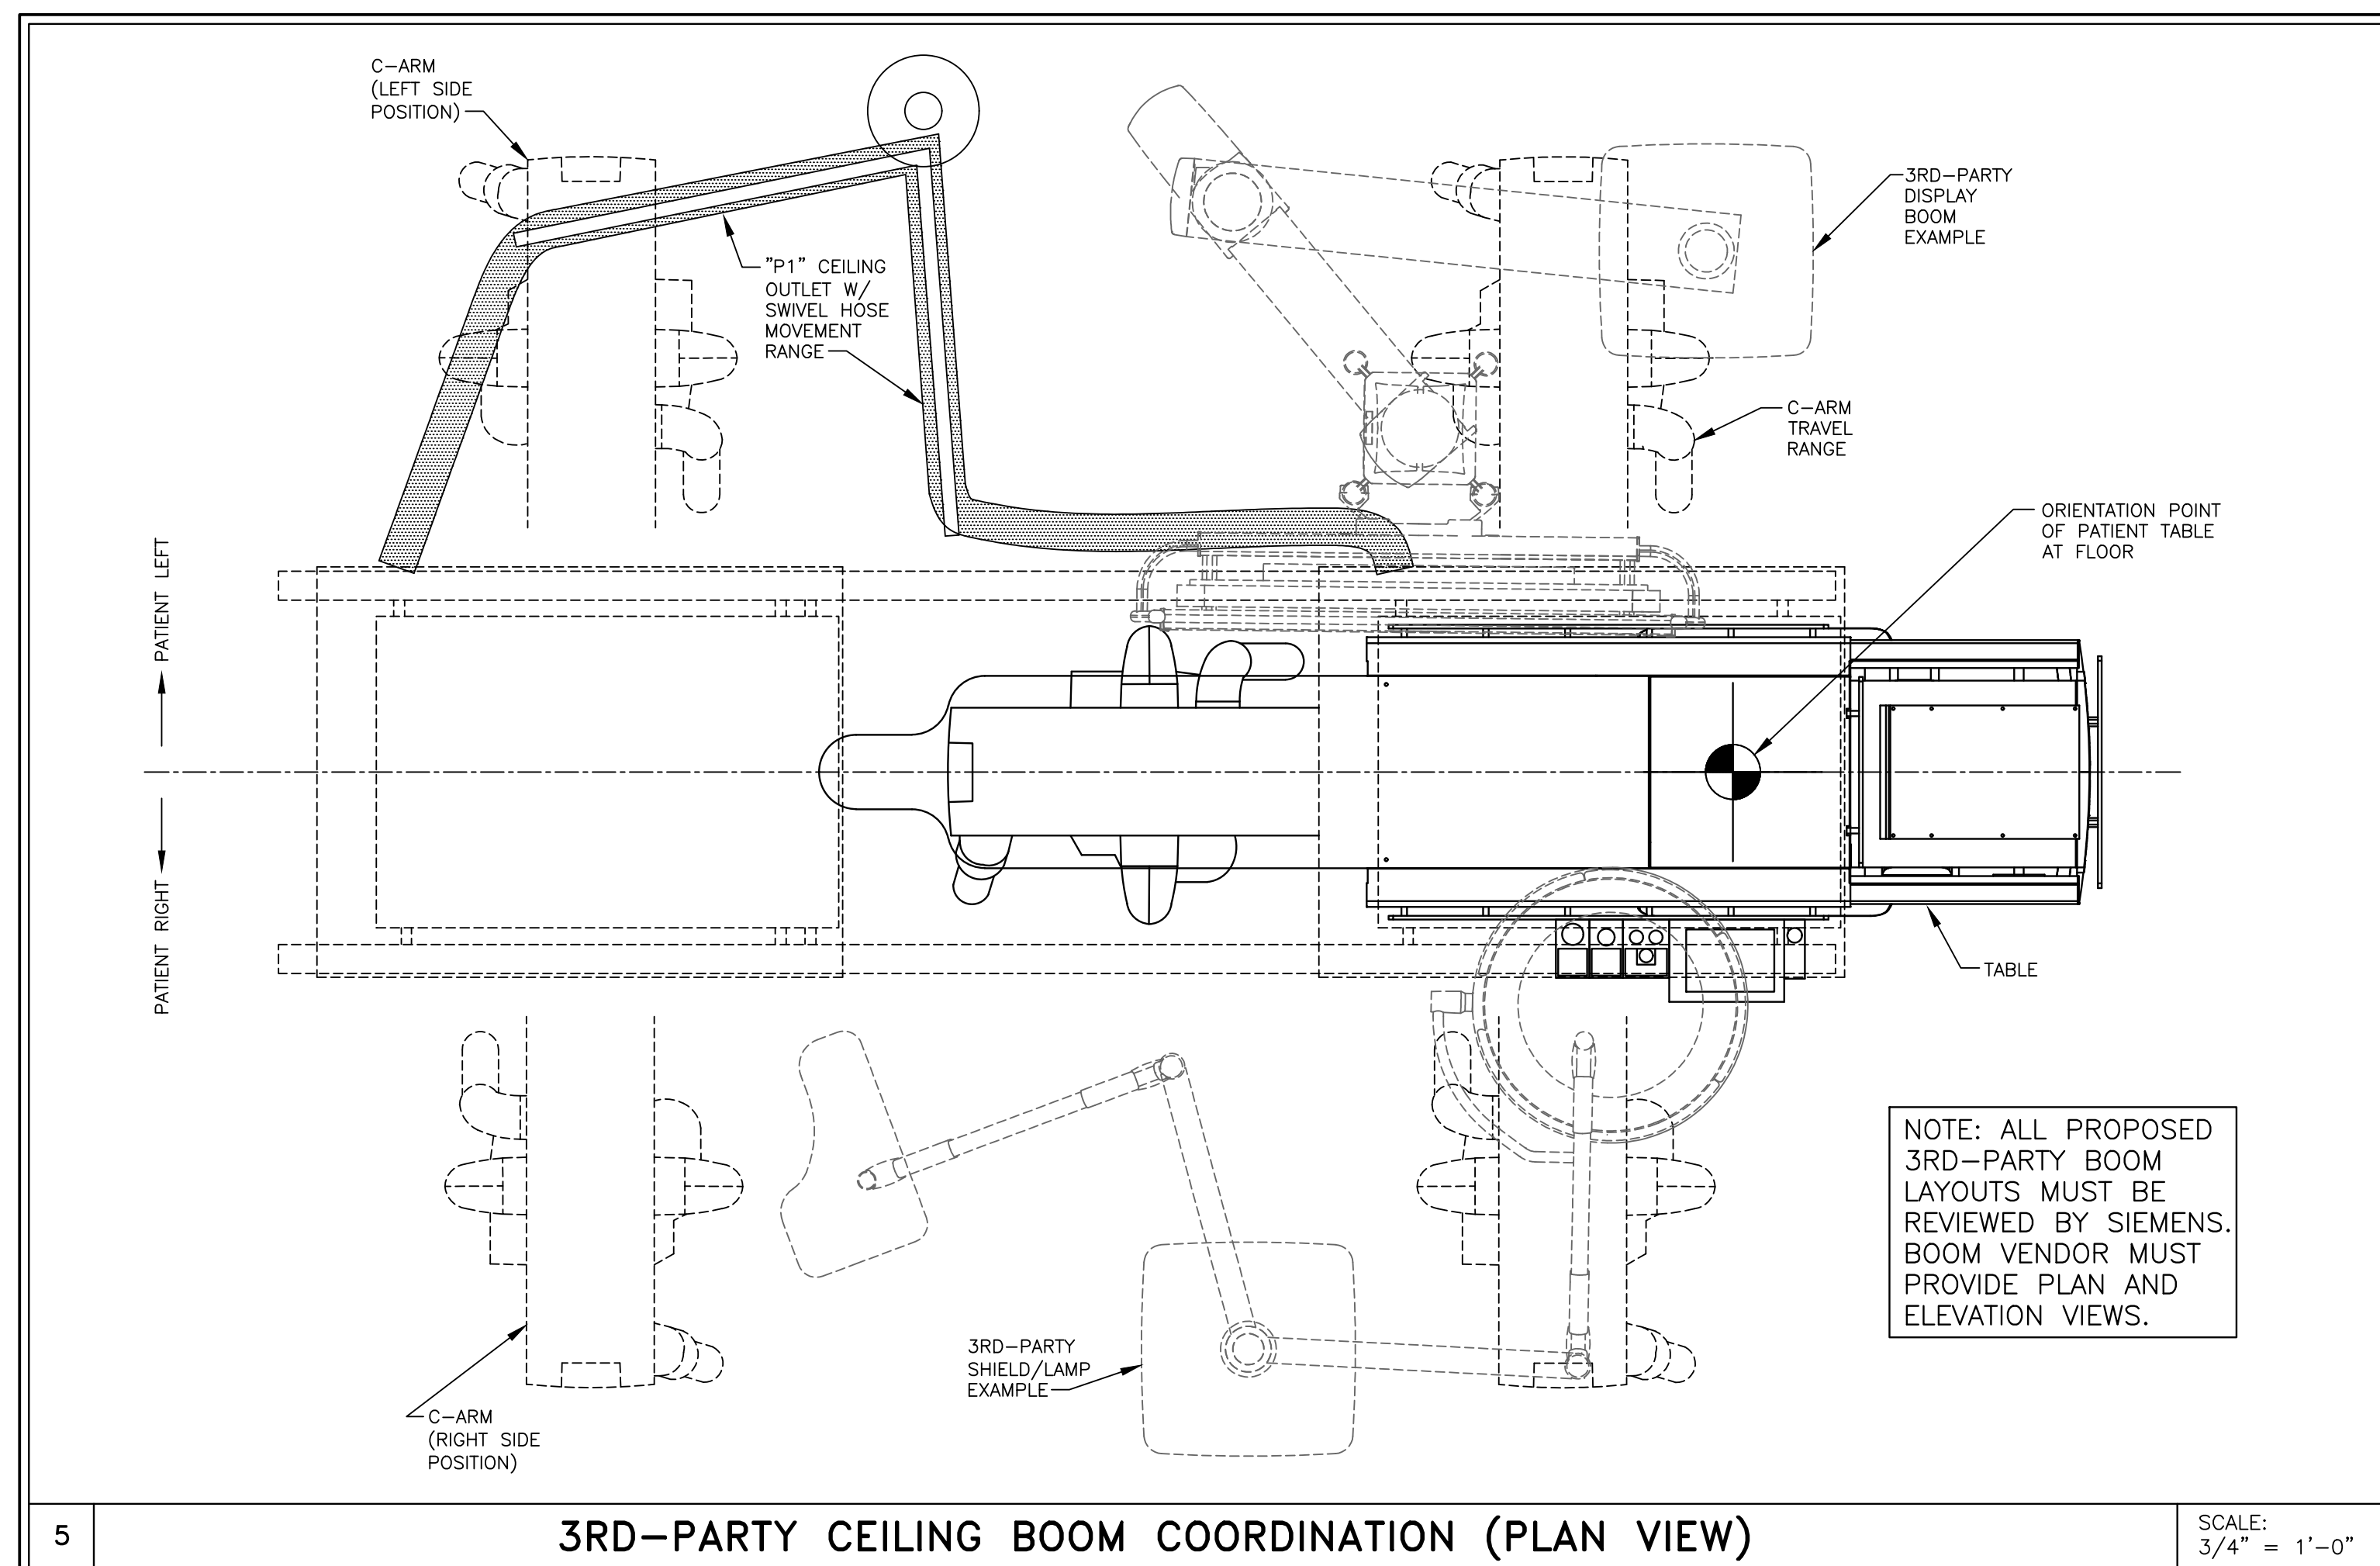 C-ARM
(LEFT SIDE
POSITION)
"P1" CEILING
OUTLET W/
SWIVEL HOSE
MOVEMENT
RANGE
3RD-PARTY
DISPLAY
BOOM
EXAMPLE
C-ARM
TRAVEL
RANGE
ORIENTATION POINT
OF PATIENT TABLE
AT FLOOR
PATIENT LEFT
PATIENT RIGHT
TABLE
3RD-PARTY
SHIELD/LAMP
EXAMPLE
C-ARM
(RIGHT SIDE
POSITION)
NOTE: ALL PROPOSED
3RD-PARTY BOOM
LAYOUTS MUST BE
REVIEWED BY SIEMENS.
BOOM VENDOR MUST
PROVIDE PLAN AND
ELEVATION VIEWS.
5
3RD-PARTY CEILING BOOM COORDINATION (PLAN VIEW)
SCALE:
3/4" = 1'-0"